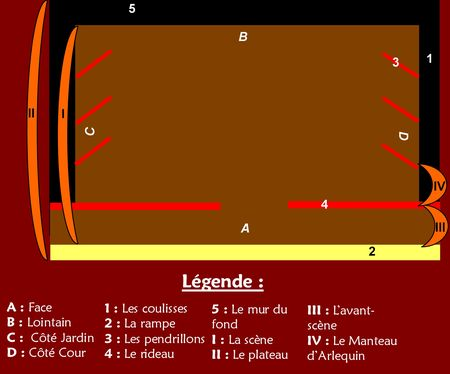 5
B
1
3
II
I
C
D
IV
4
A
III
2
Légende :
A : Face
B : Lointain
C : Côté Jardin
D : Côté Cour
1 : Les coulisses
2 : La rampe
3 : Les pendrillons
4 : Le rideau
5 : Le mur du
fond
I : La scène
II : Le plateau
III : L'avant-
scène
IV : Le Manteau
d'Arlequin